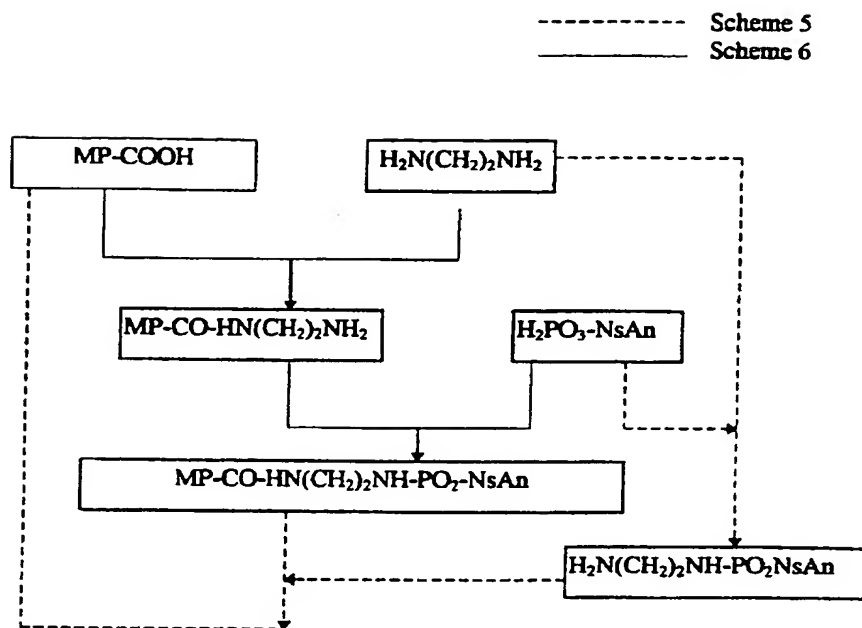 Scheme 5
Scheme 6
MP-COOH
H₂N(CH₂)₂NH₂
MP-CO-HN(CH₂)₂NH₂
H₂PO₃-NsAn
MP-CO-HN(CH₂)₂NH-PO₂-NsAn
H₂N(CH₂)₂NH-PO₂NsAn